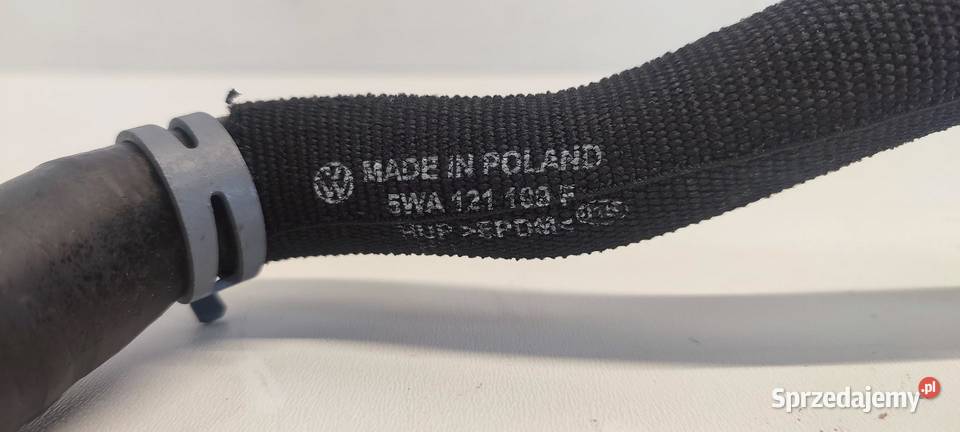 MADE IN POLAND
5WA 121 
>EPDM<
Sprzedajemy.pl